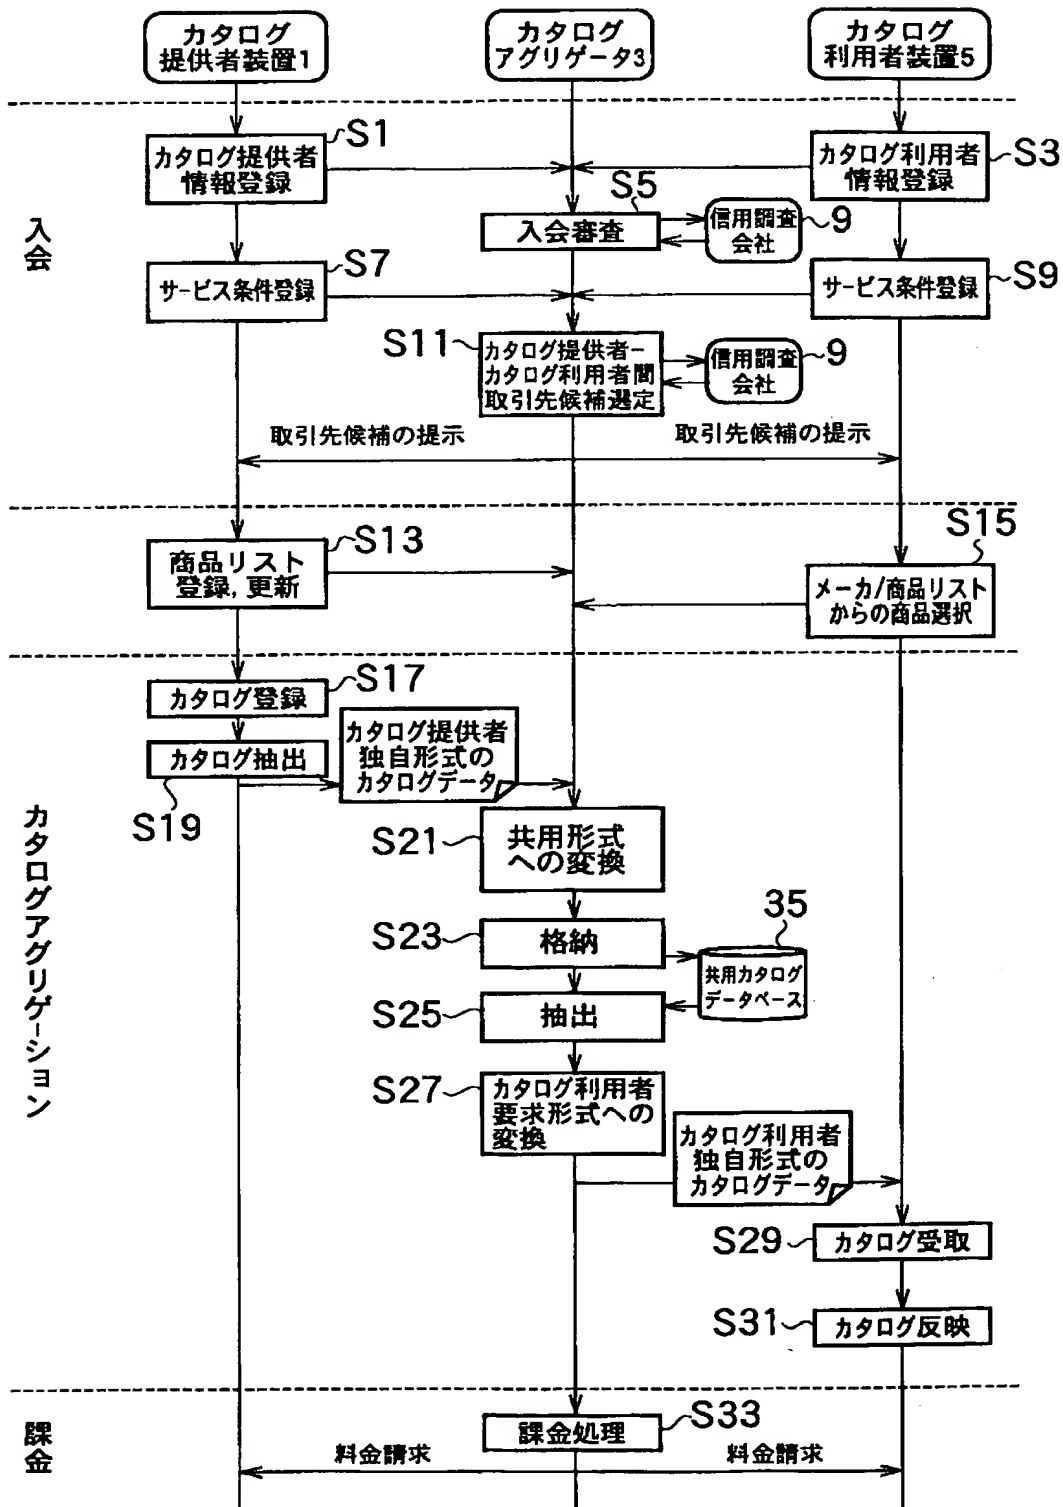 カタログ
提供者装置1
カタログ
アグリゲータ3
カタログ
利用者装置5
入会
S1
カタログ提供者
情報登録
カタログ利用者
情報登録
S3
S5
入会審査
信用調査
会社
9
S7
サービス条件登録
サービス条件登録
S9
S11
カタログ提供者ー
カタログ利用者間
取引先候補選定
信用調査
会社
9
取引先候補の提示
取引先候補の提示
S13
商品リスト
登録,更新
S15
メーカ/商品リスト
からの商品選択
カタログアグリゲーション
S17
カタログ登録
カタログ抽出
S19
カタログ提供者
独自形式の
カタログデータ
S21
共用形式
への変換
S23
格納
35
共用カタログ
データベース
S25
抽出
S27
カタログ利用者
要求形式への
変換
カタログ利用者
独自形式の
カタログデータ
S29
カタログ受取
S31
カタログ反映
課金
S33
課金処理
料金請求
料金請求